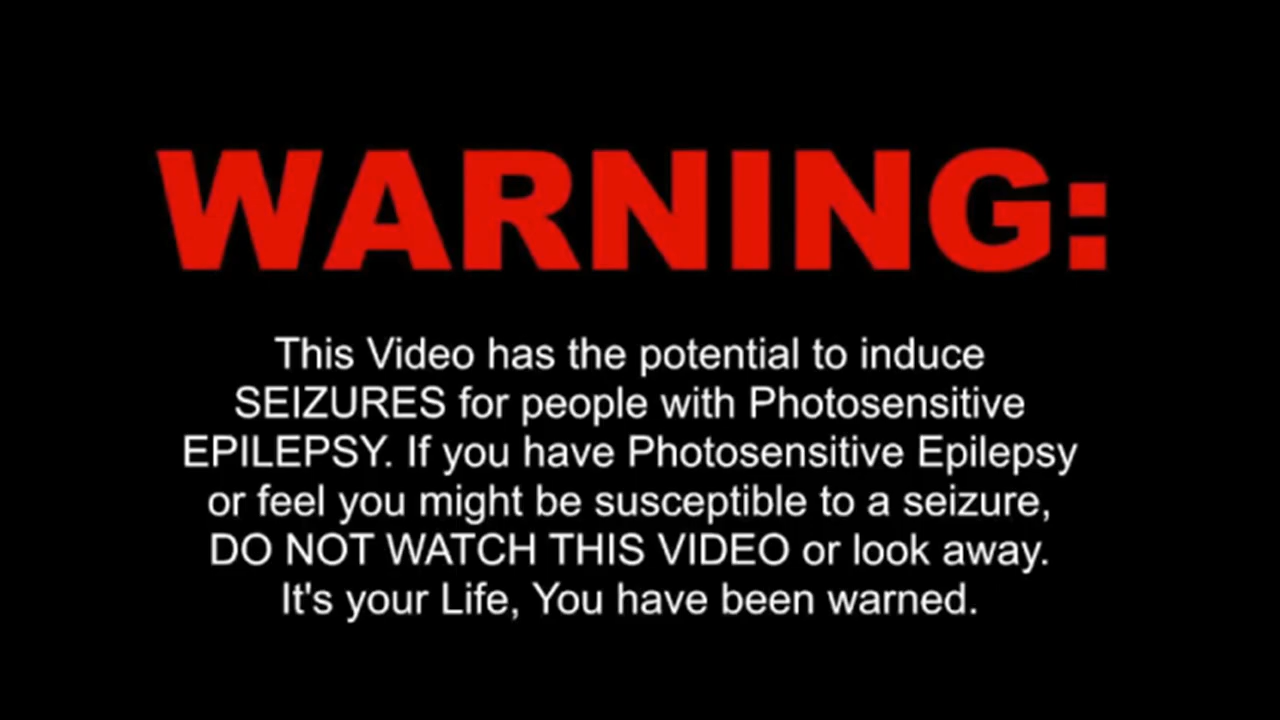 WARNING:
This Video has the potential to induce
SEIZURES for people with Photosensitive
EPILEPSY. If you have Photosensitive Epilepsy
or feel you might be susceptible to a seizure,
DO NOT WATCH THIS VIDEO or look away.
It's your Life, You have been warned.